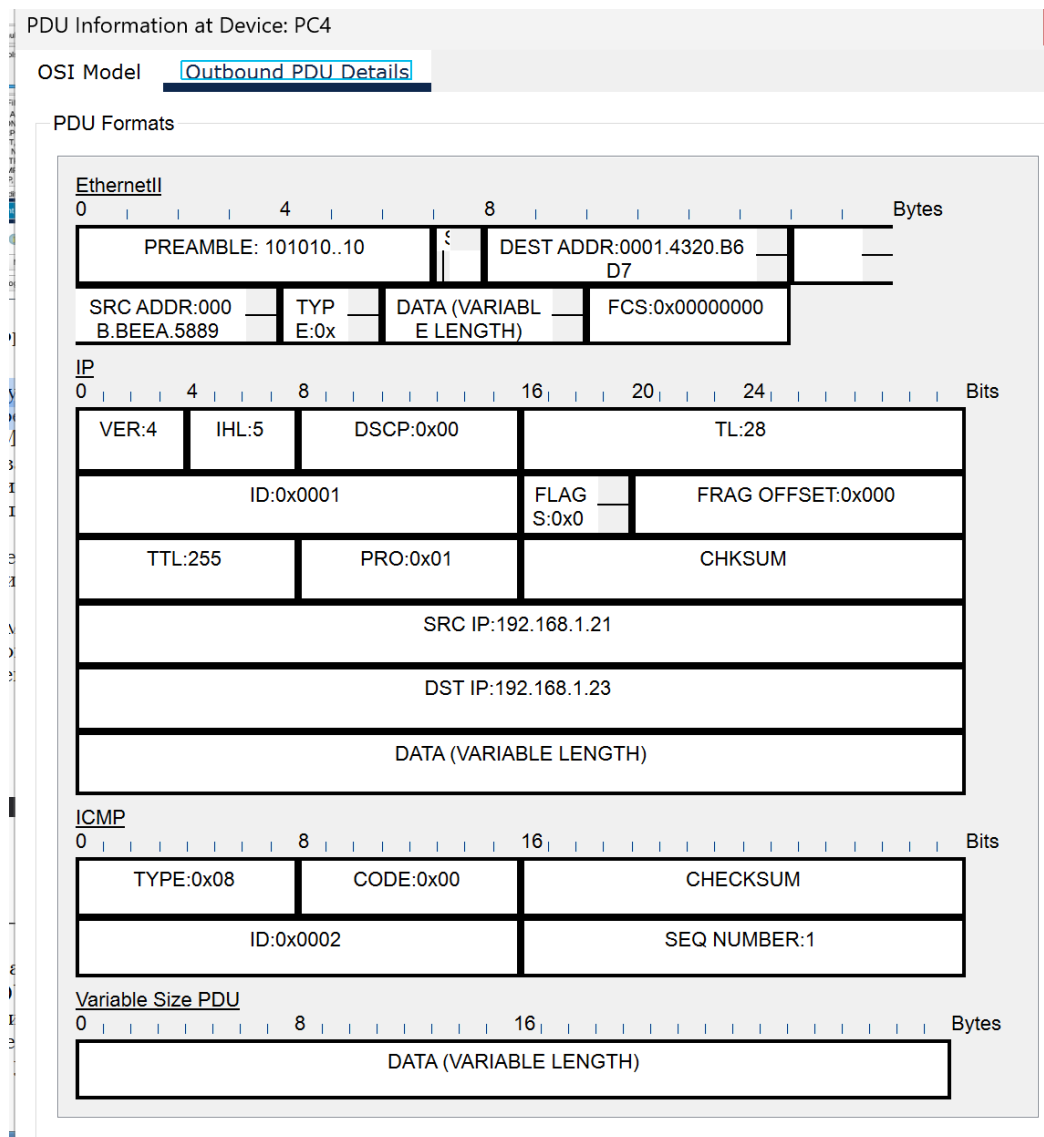 PDU Information at Device: PC4
OSI Model Outbound PDU Details
PDU Formats
EthernetII
0 4 8 Bytes
PREAMBLE: 101010..10 DEST ADDR:0001.4320.B6
D7
SRC ADDR:000 TYP DATA (VARIABL FCS:0x00000000
B.BEEA.5889 E:0x E LENGTH)
IP
0 4 8 16 20 24 Bits
VER:4 IHL:5 DSCP:0x00 TL:28
ID:0x0001 FLAG FRAG OFFSET:0x000
S:0x0
TTL:255 PRO:0x01 CHKSUM
SRC IP:192.168.1.21
DST IP:192.168.1.23
DATA (VARIABLE LENGTH)
ICMP
0 8 16 Bits
TYPE:0x08 CODE:0x00 CHECKSUM
ID:0x0002 SEQ NUMBER:1
Variable Size PDU
0 8 16 Bytes
DATA (VARIABLE LENGTH)